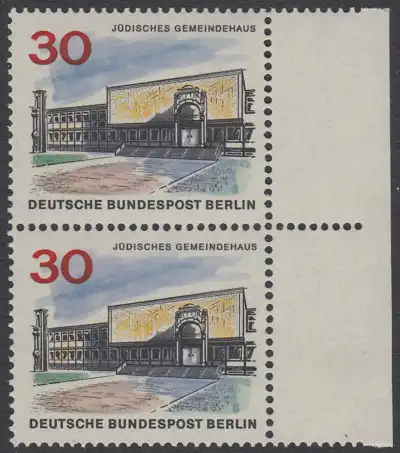 JÜDISCHES GEMEINDEHAUS
30
DEUTSCHE BUNDESPOST BERLIN
JÜDISCHES GEMEINDEHAUS
30
DEUTSCHE BUNDESPOST BERLIN